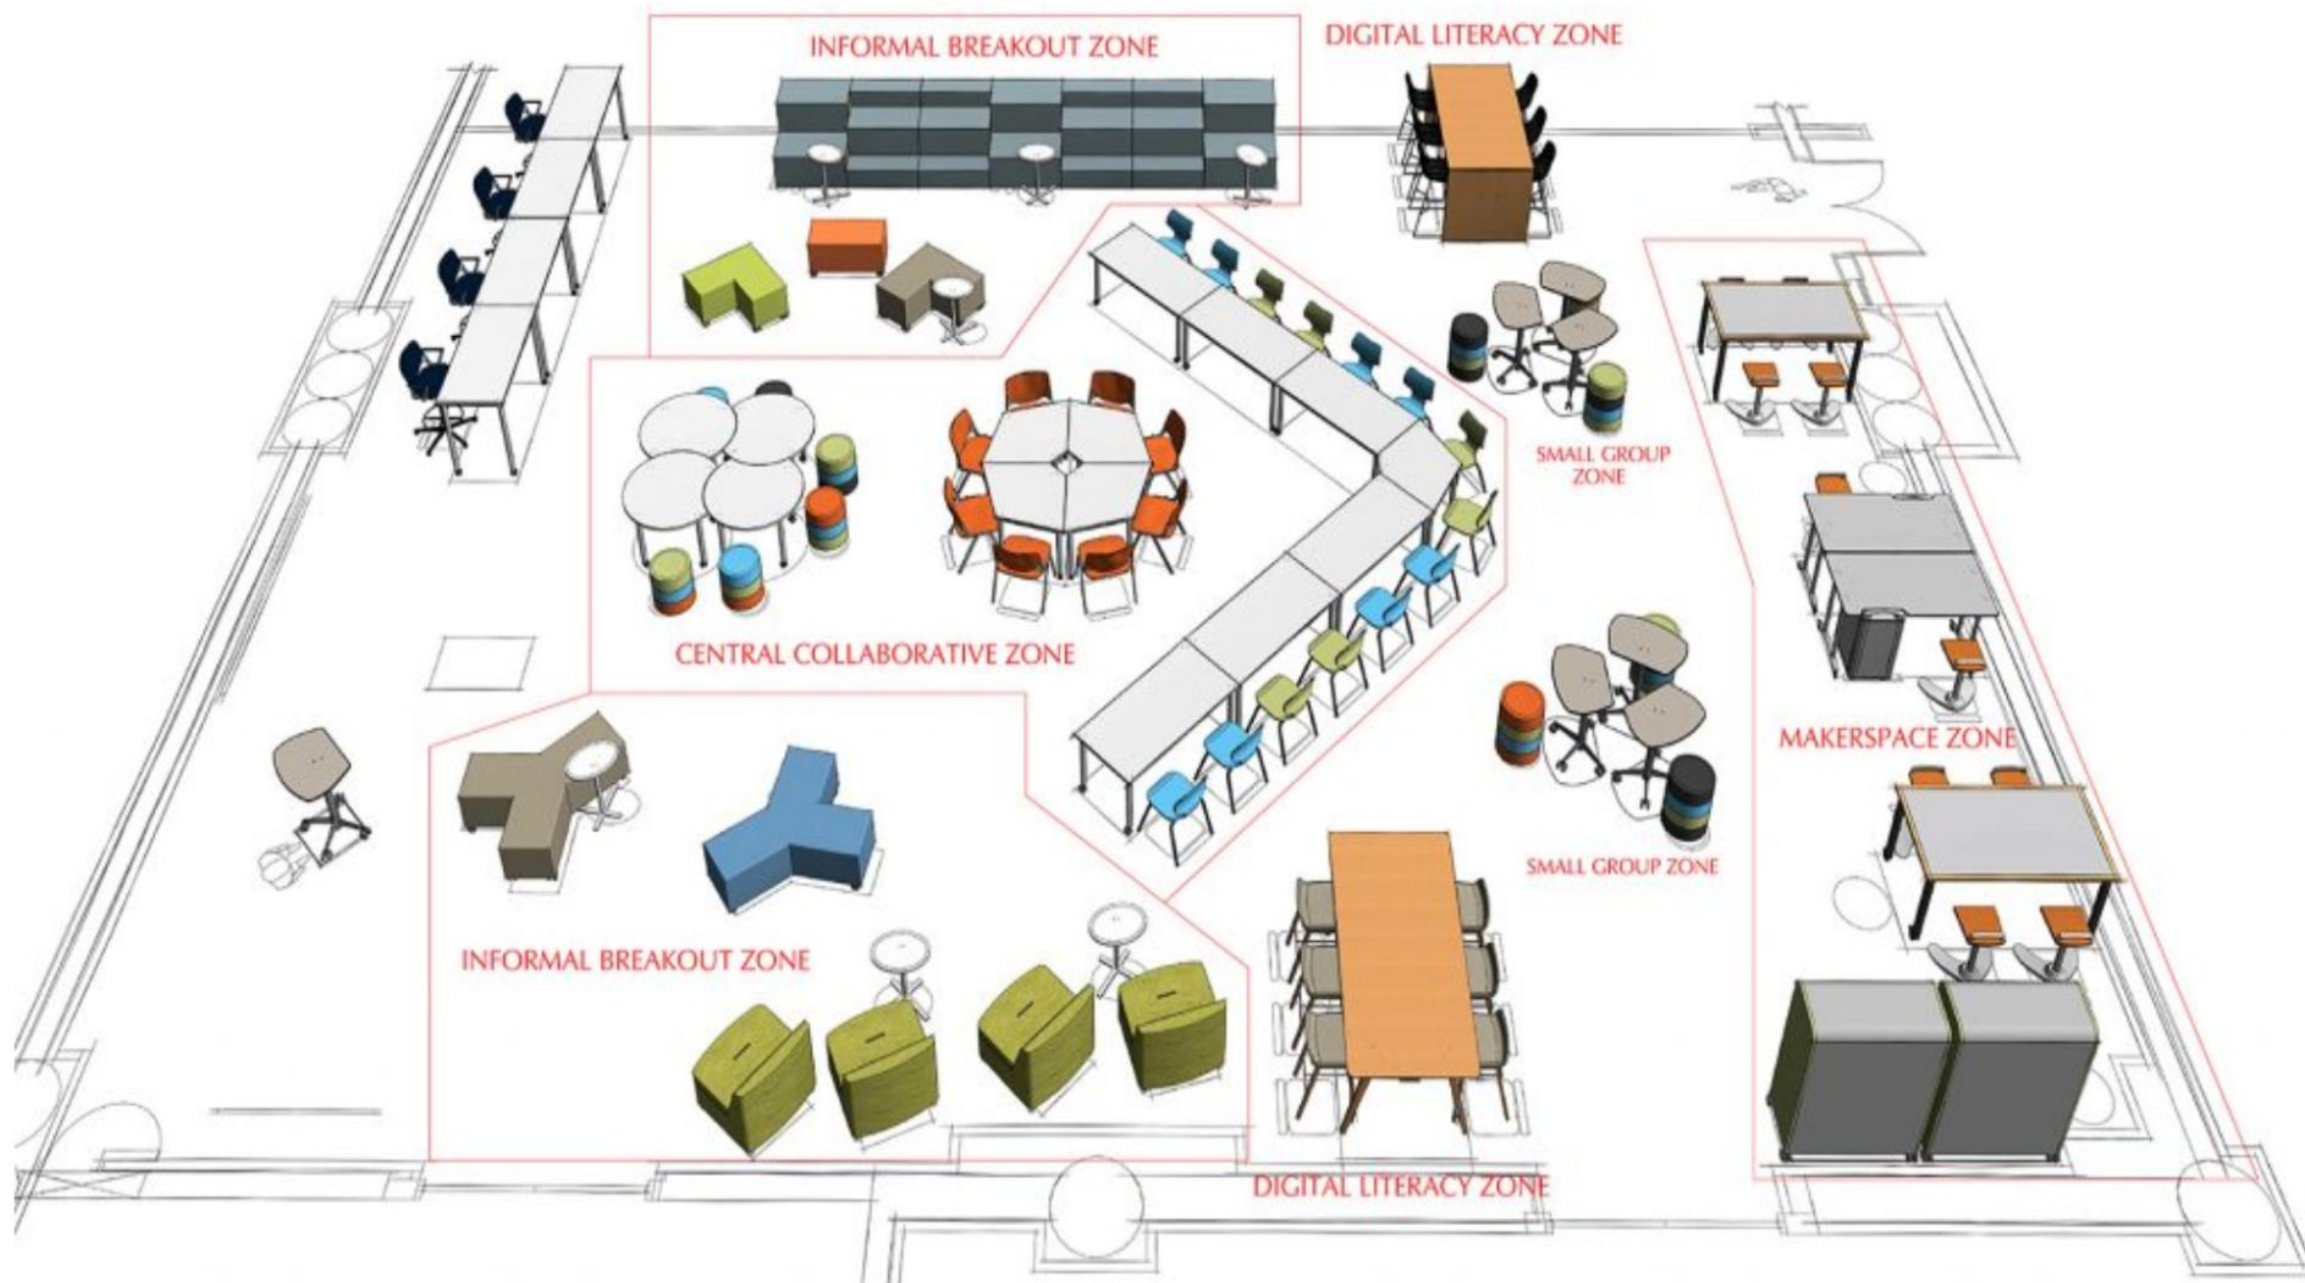 INFORMAL BREAKOUT ZONE
DIGITAL LITERACY ZONE
SMALL GROUP
ZONE
CENTRAL COLLABORATIVE ZONE
MAKERSPACE ZONE
SMALL GROUP ZONE
INFORMAL BREAKOUT ZONE
DIGITAL LITERACY ZONE